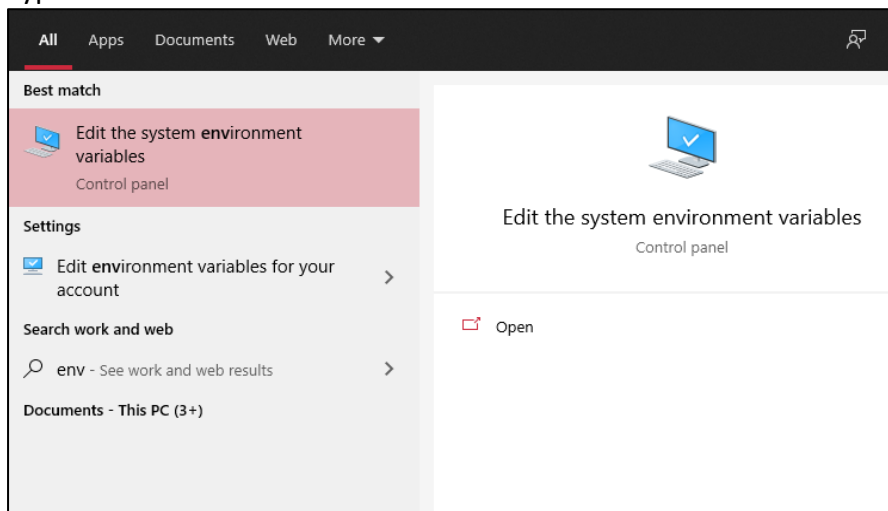 All Apps Documents Web More
Best match
Edit the system environment
variables
Control panel
Settings
Edit environment variables for your
account
Search work and web
env - See work and web results
Documents - This PC (3+)
Edit the system environment variables
Control panel
Open